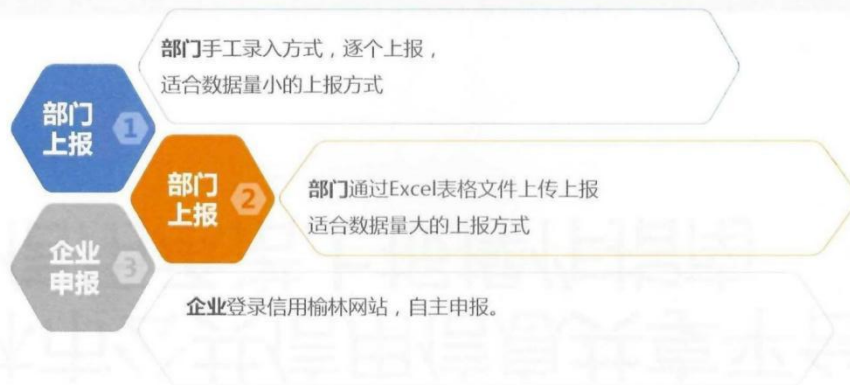 部门
上报
1
部门手工录入方式，逐个上报，
适合数据量小的上报方式
部门
上报
2
部门通过Excel表格文件上传上报
适合数据量大的上报方式
企业
申报
3
企业登录信用榆林网站，自主申报。